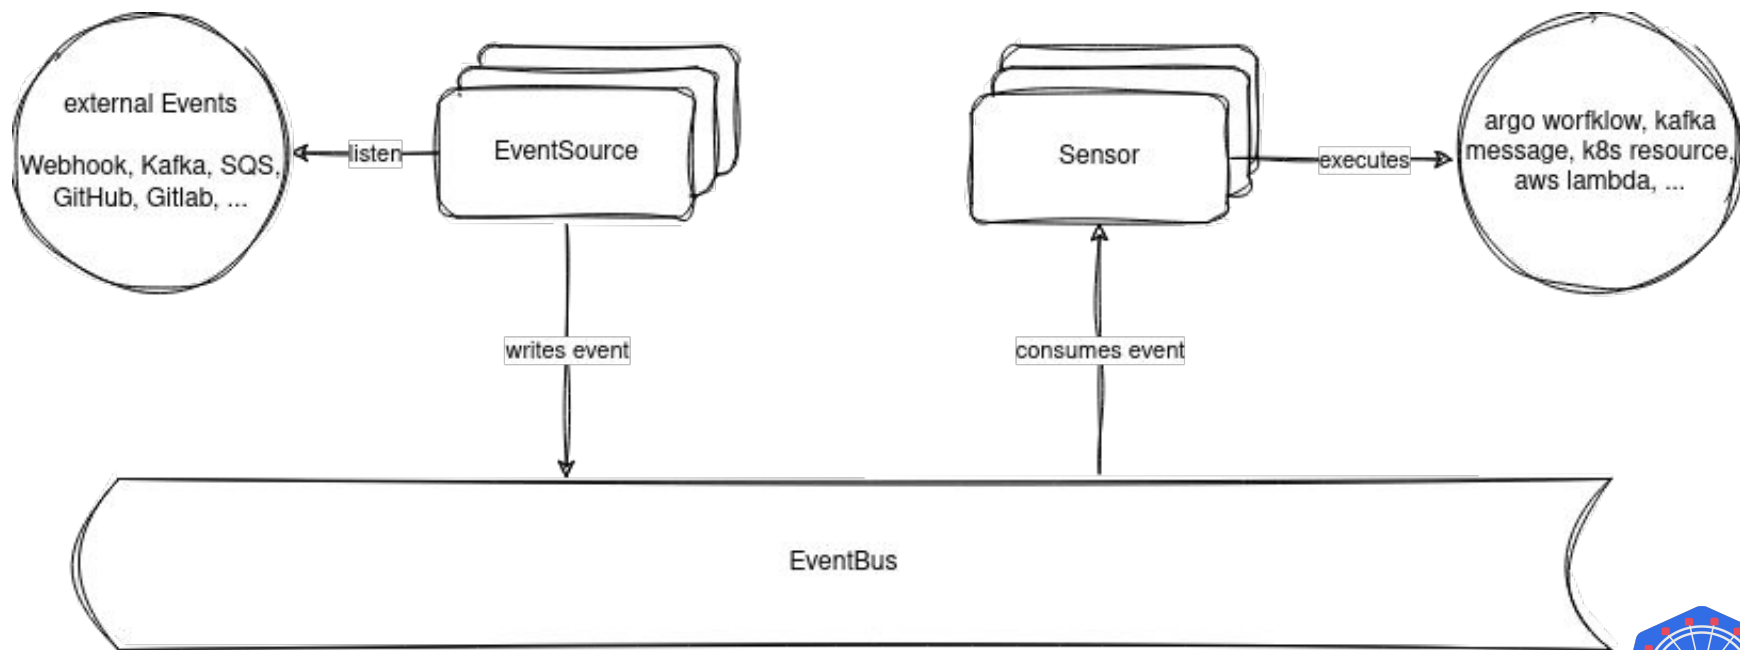 external Events
Webhook, Kafka, SQS,
GitHub, Gitlab, ...
listen
EventSource
Sensor
executes
argo worfklow, kafka
message, k8s resource,
aws lambda, ...
writes event
consumes event
EventBus